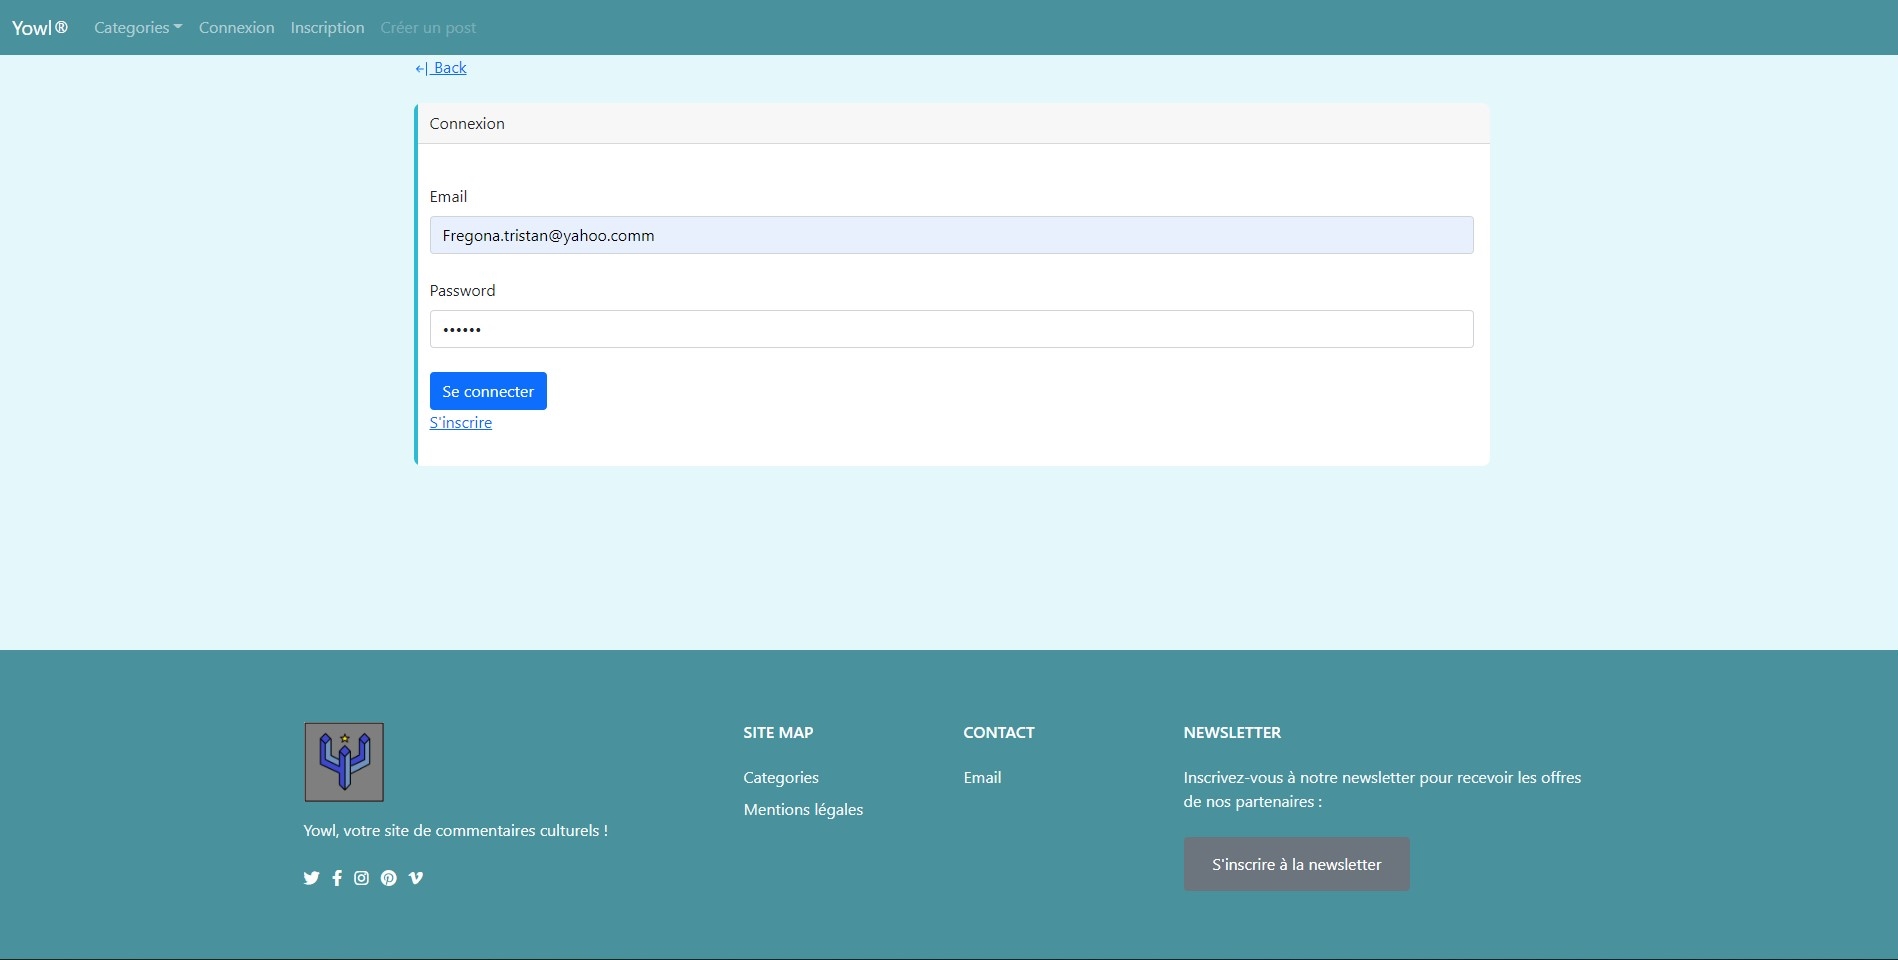 Yowl ® Categories Connexion Inscription Créer un post
Back
Connexion
Email
Fregona.tristan@yahoo.comm
Password
••••••
Se connecter
S'inscrire
Yowl, votre site de commentaires culturels !
SITE MAP
Categories
Mentions légales
CONTACT
Email
NEWSLETTER
Inscrivez-vous à notre newsletter pour recevoir les offres
de nos partenaires :
S'inscrire à la newsletter